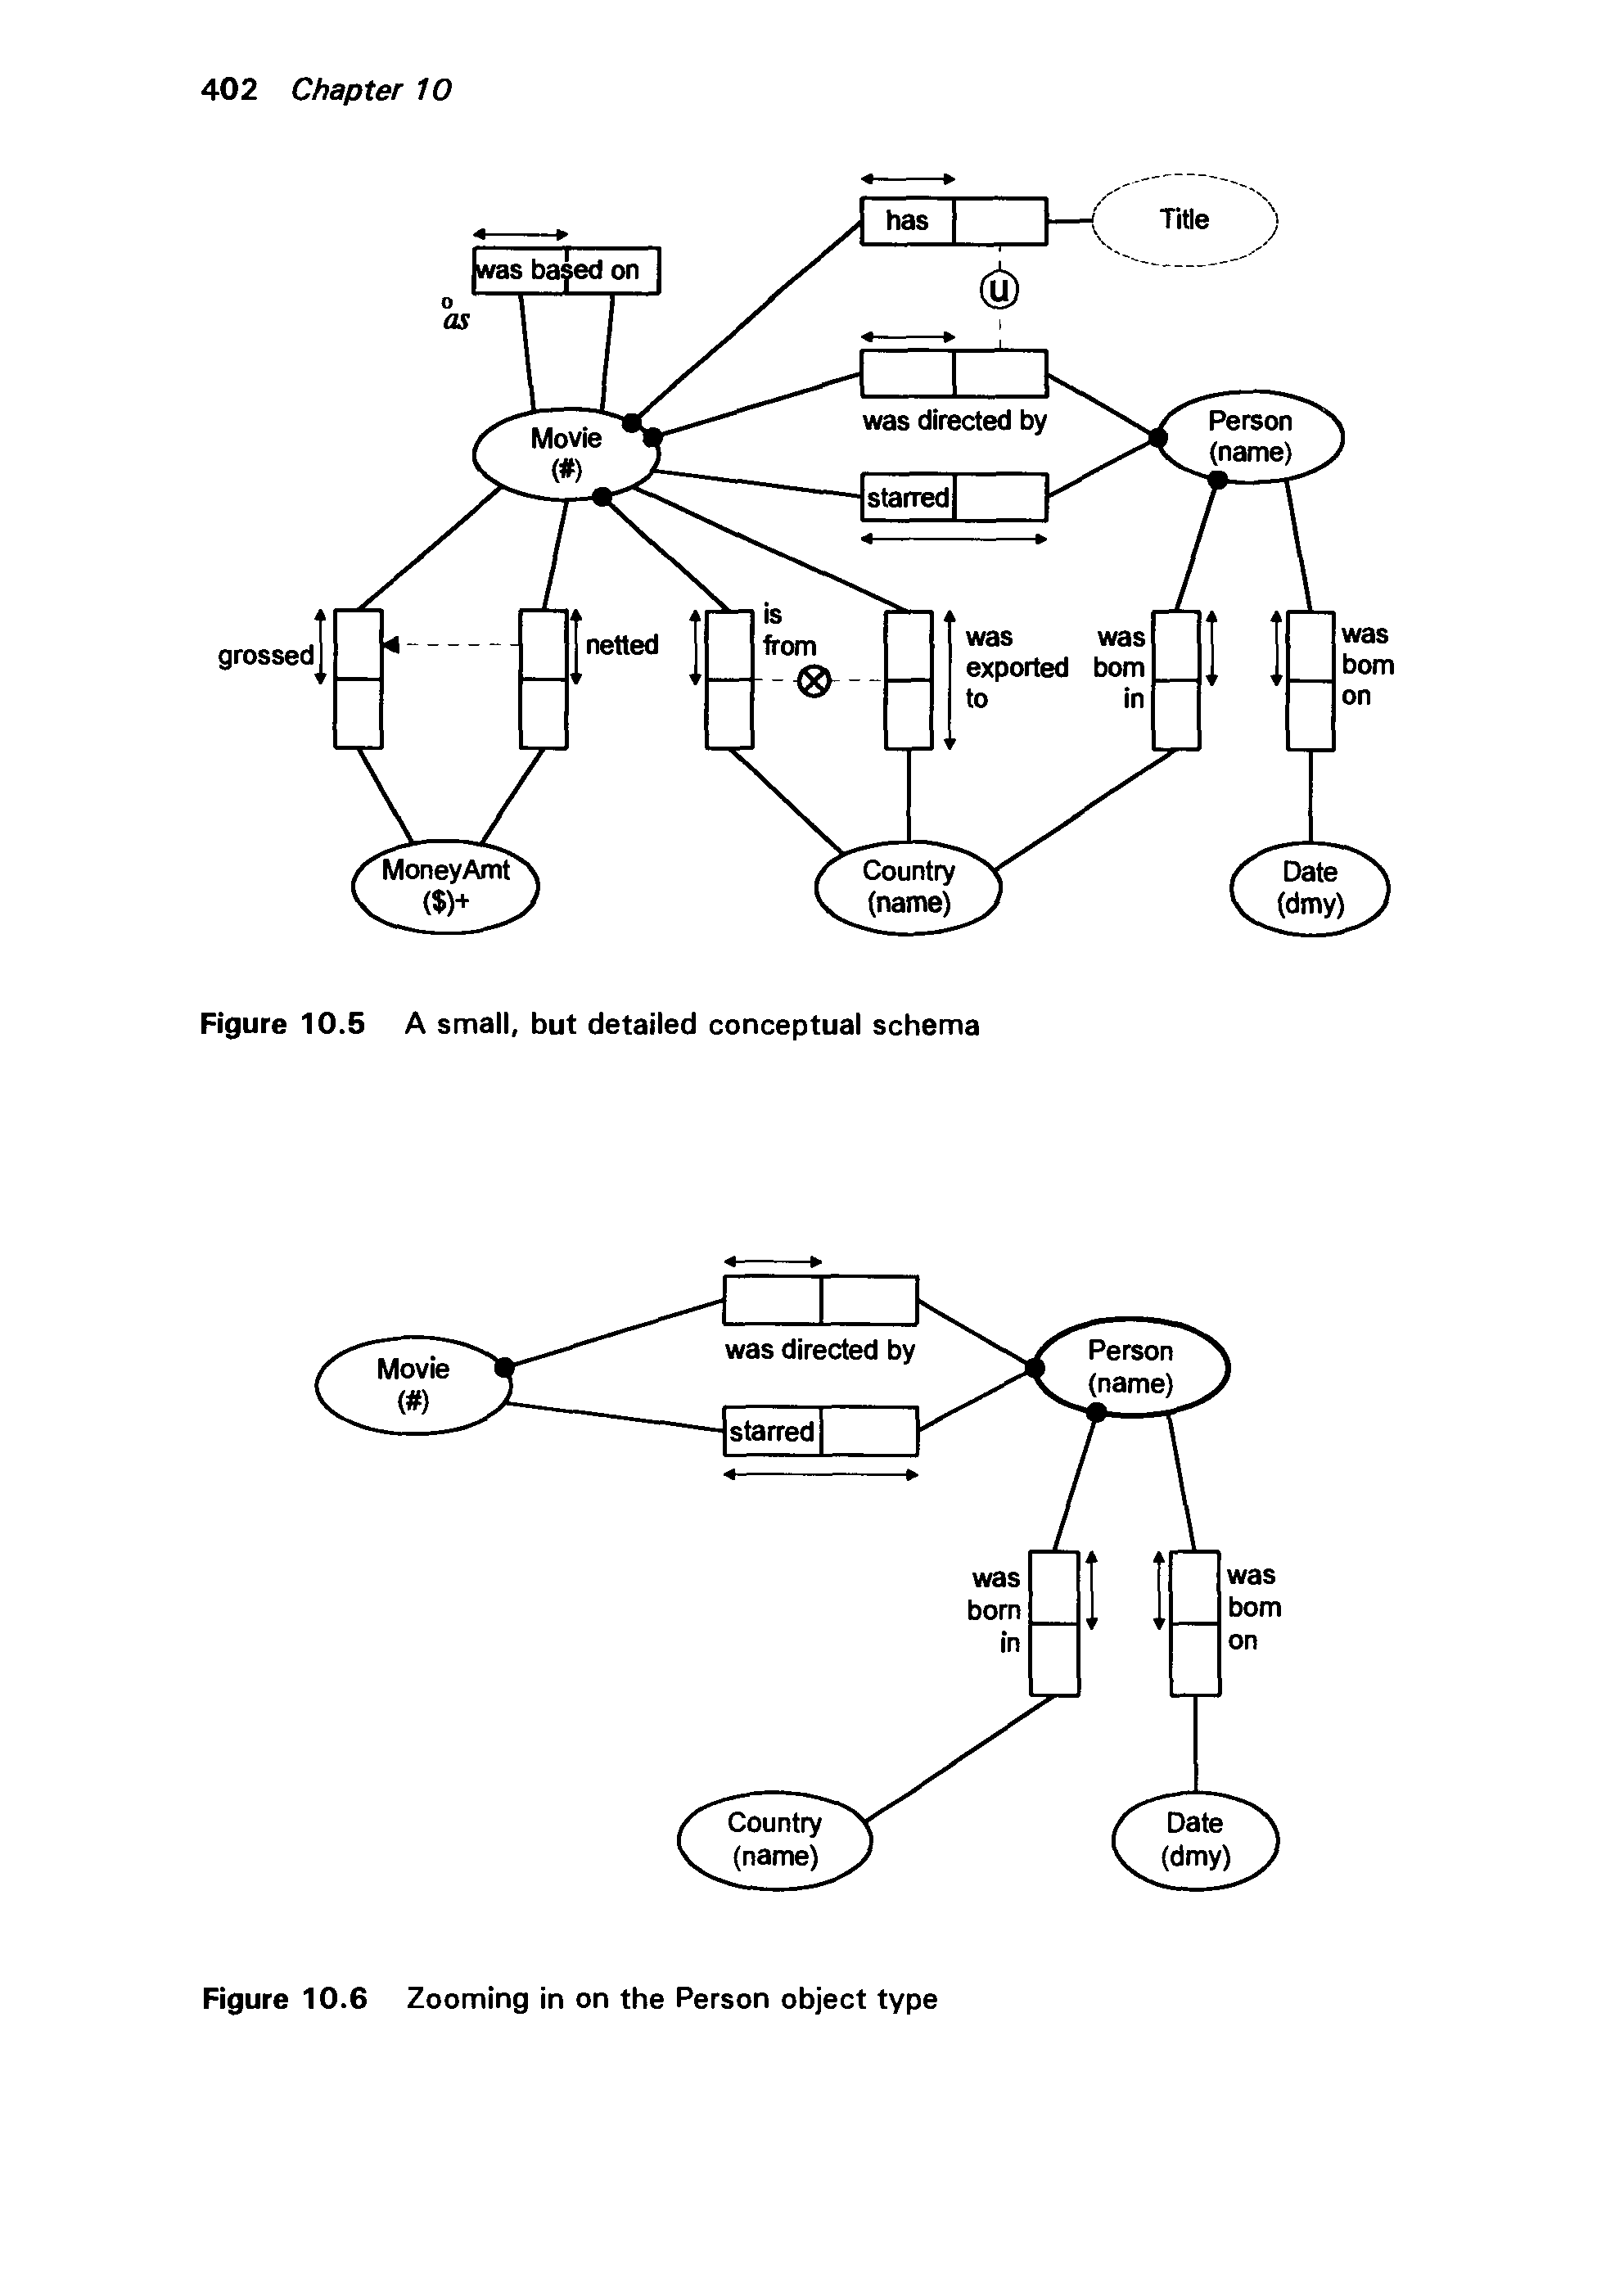 402 Chapter 10
has
Title
was based on
o
as
U
was directed by
Movie
(#)
Person
(name)
starred
grossed
netted
is
from
was
exported
to
was
born
in
was
born
on
MoneyAmt
($)+
Country
(name)
Date
(dmy)
Figure 10.5 A small, but detailed conceptual schema
was directed by
Movie
(#)
Person
(name)
starred
was
born
in
was
born
on
Country
(name)
Date
(dmy)
Figure 10.6 Zooming in on the Person object type